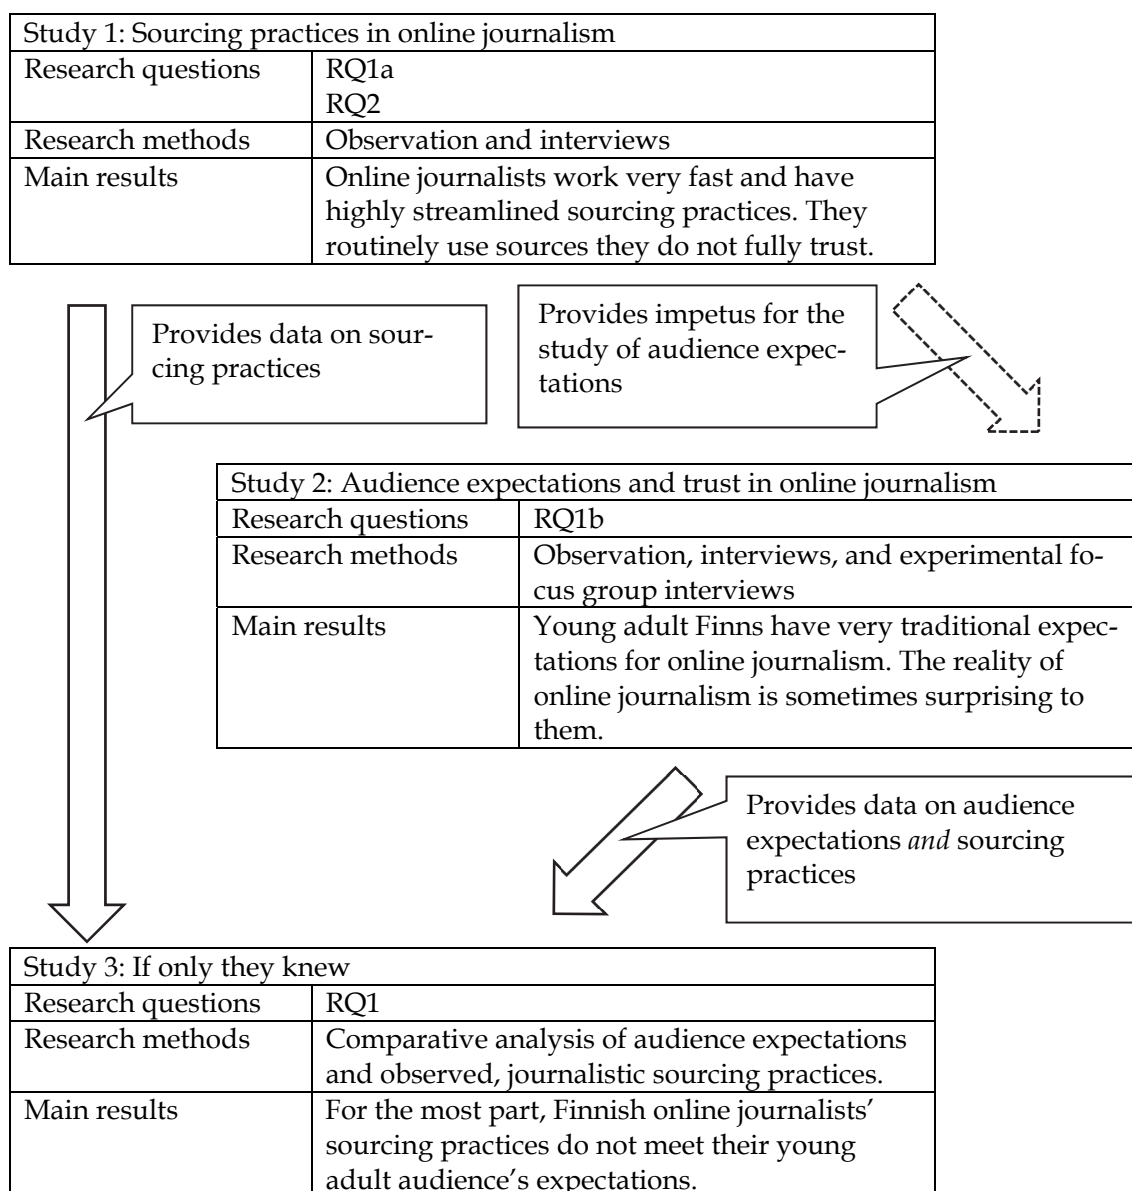 Study 1: Sourcing practices in online journalism
Research questions
RQ1a
RQ2
Research methods
Observation and interviews
Main results
Online journalists work very fast and have
highly streamlined sourcing practices. They
routinely use sources they do not fully trust.
Provides data on sour-
cing practices
Provides impetus for the
study of audience expec-
tations
Study 2: Audience expectations and trust in online journalism
Research questions
RQ1b
Research methods
Observation, interviews, and experimental fo-
cus group interviews
Main results
Young adult Finns have very traditional expec-
tations for online journalism. The reality of
online journalism is sometimes surprising to
them.
Provides data on audience
expectations and sourcing
practices
Study 3: If only they knew
Research questions
RQ1
Research methods
Comparative analysis of audience expectations
and observed, journalistic sourcing practices.
Main results
For the most part, Finnish online journalists’
sourcing practices do not meet their young
adult audience’s expectations.